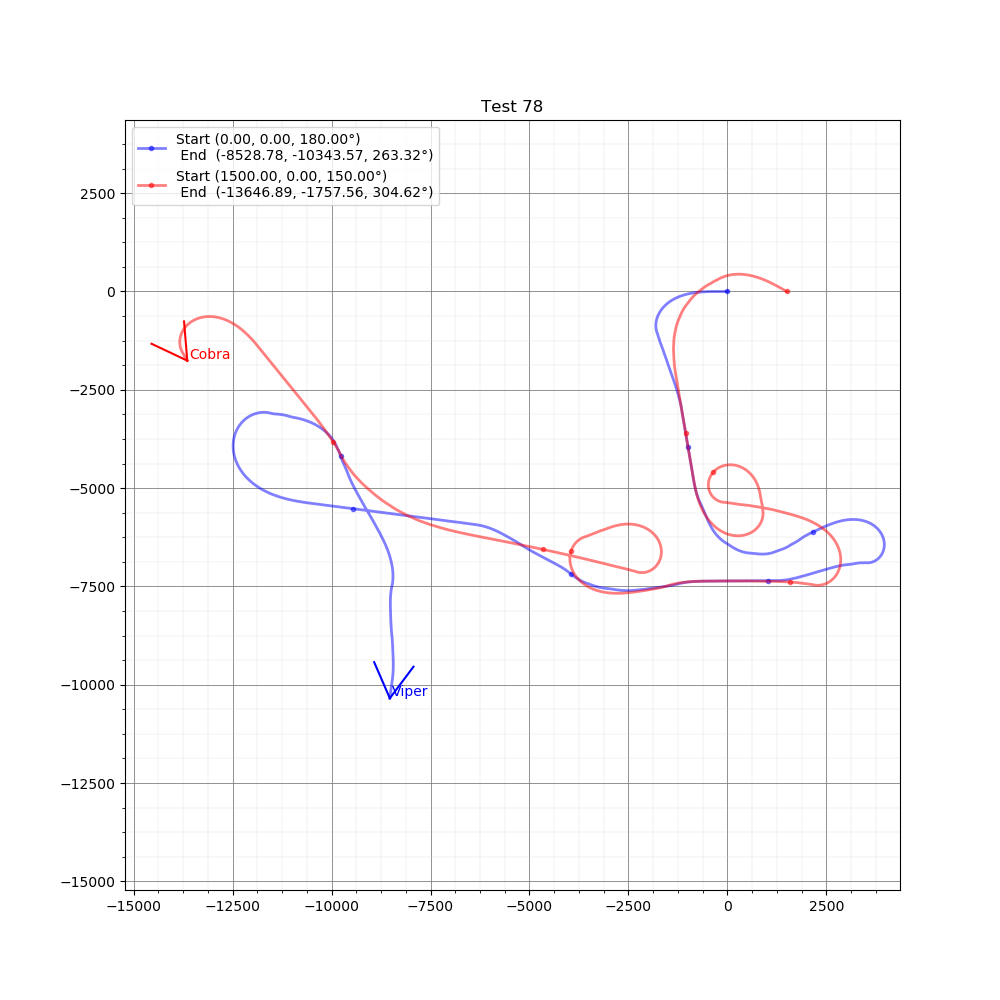 Test 78
Start (0.00, 0.00, 180.00°)
End  (-8528.78, -10343.57, 263.32°)
Start (1500.00, 0.00, 150.00°)
End  (-13646.89, -1757.56, 304.62°)
2500
0
−2500
−5000
−7500
−10000
−12500
−15000
Cobra
Viper
−15000 −12500 −10000 −7500 −5000 −2500 0 2500